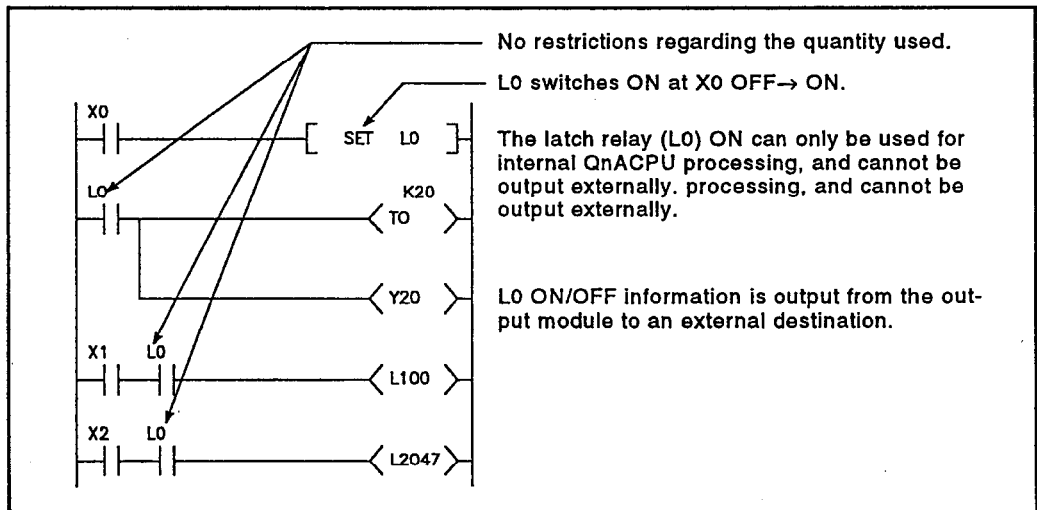 No restrictions regarding the quantity used.
L0 switches ON at X0 OFF→ ON.
X0
SET L0
The latch relay (L0) ON can only be used for
internal QnACPU processing, and cannot be
output externally. processing, and cannot be
output externally.
L0
K20
T0
Y20
L0 ON/OFF information is output from the out-
put module to an external destination.
X1 L0
L100
X2 L0
L2047